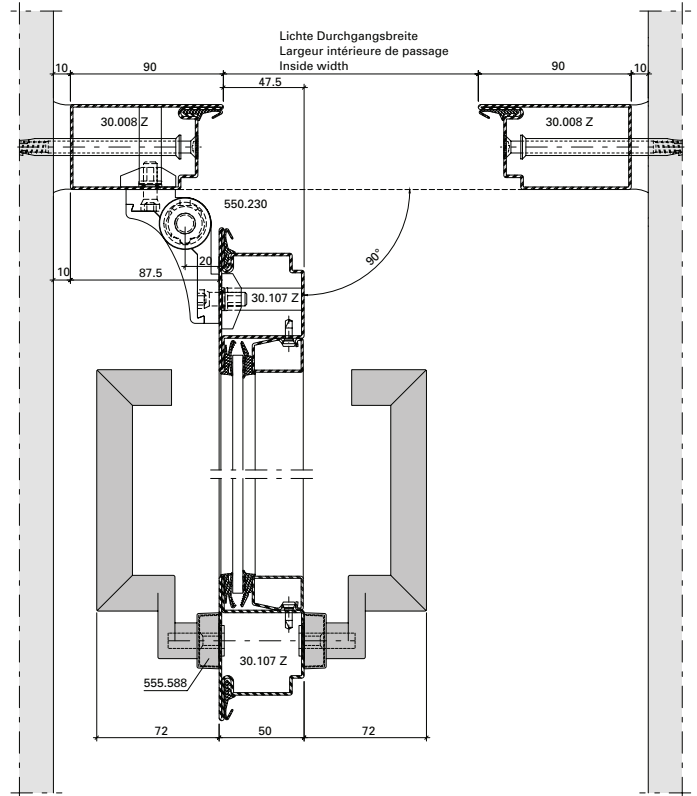 Lichte Durchgangsbreite
Largeur intérieure de passage
Inside width
10
90
47.5
90
10
30.008 Z
30.008 Z
550.230
90°
20
10
87.5
30.107 Z
30.107 Z
555.588
72
50
72